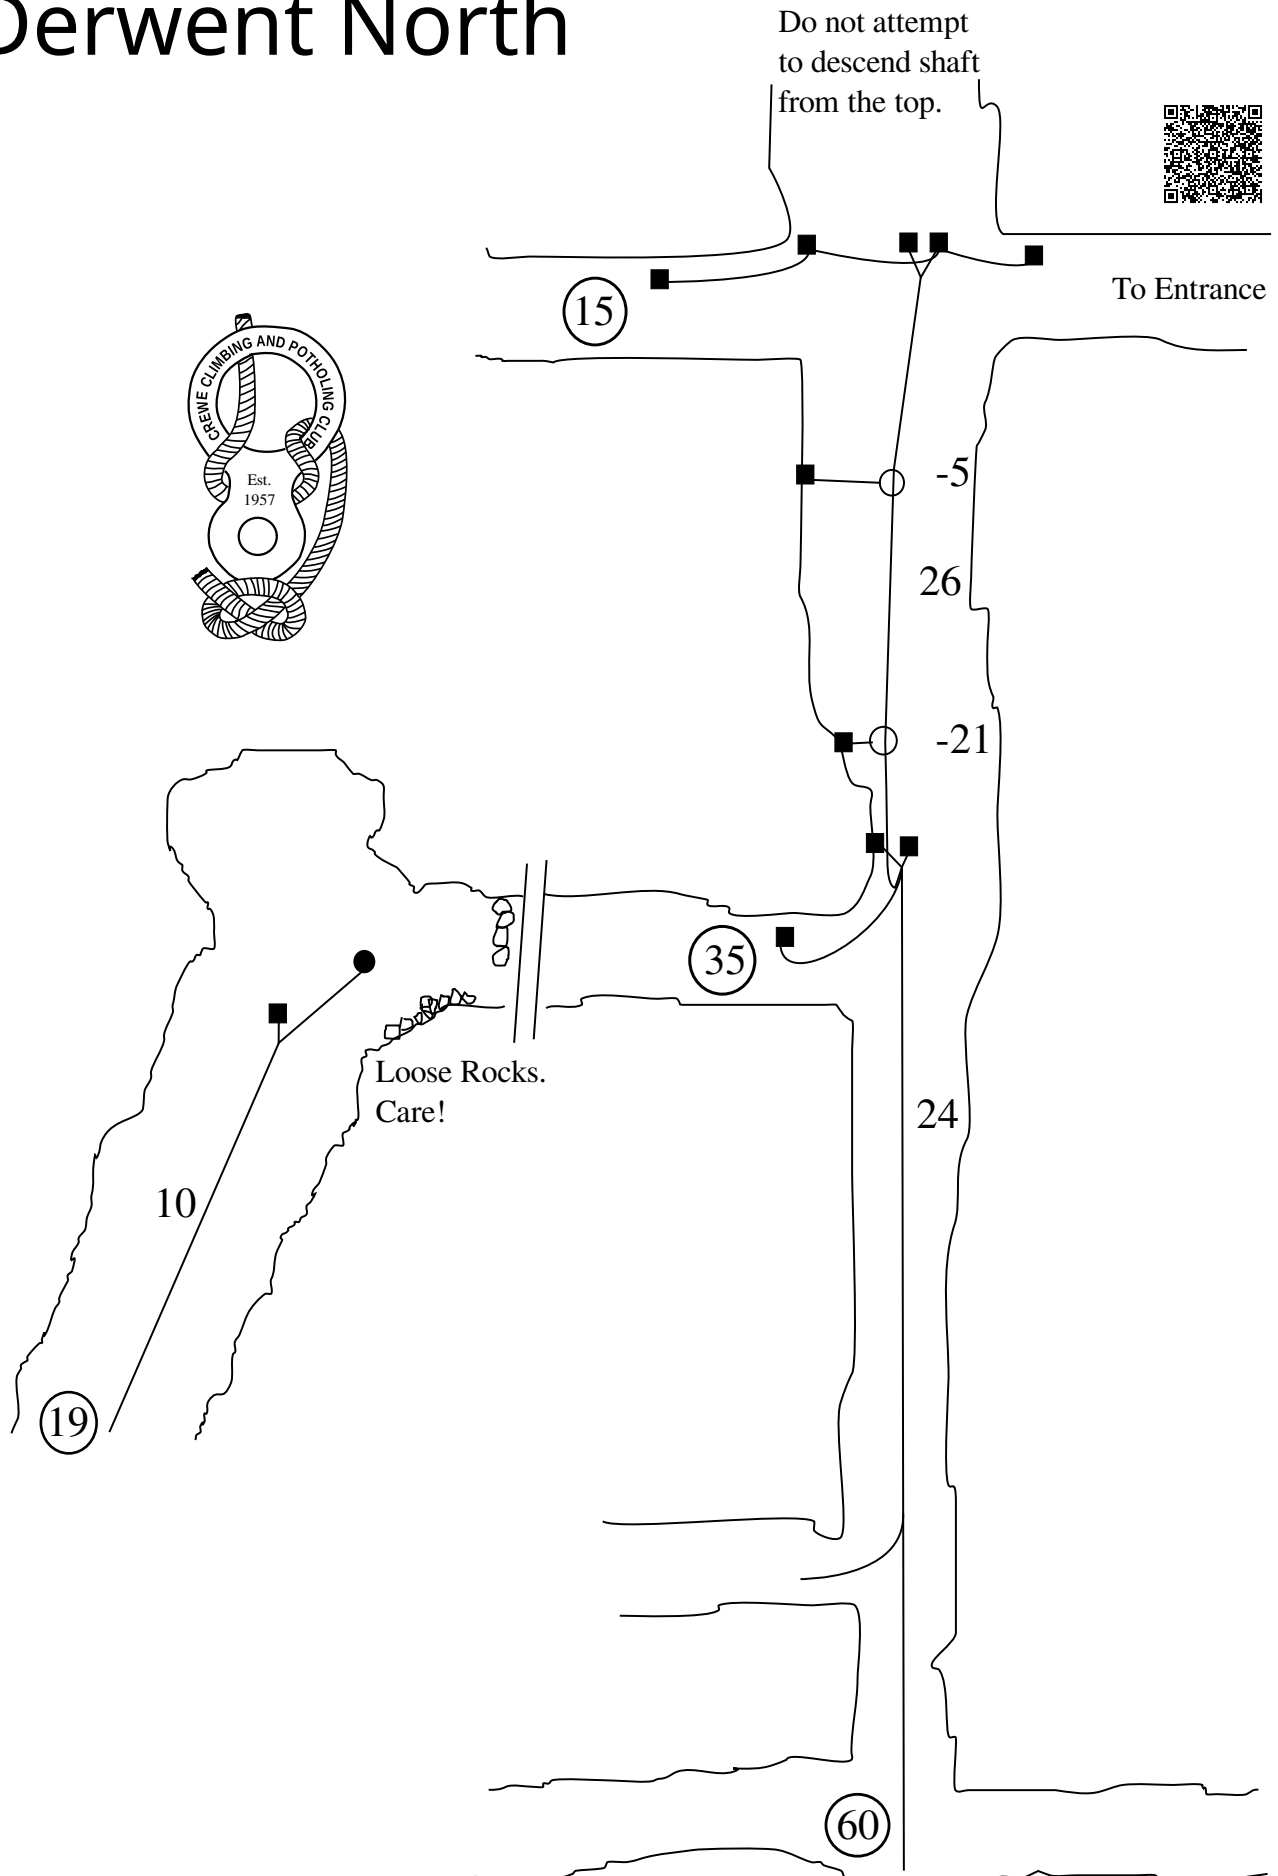 Derwent North
Do not attempt
to descend shaft
from the top.
To Entrance
15
CREWE CLIMBING AND POTHOLING CLUB
Est.
1957
-5
26
-21
35
Loose Rocks.
Care!
24
10
19
60